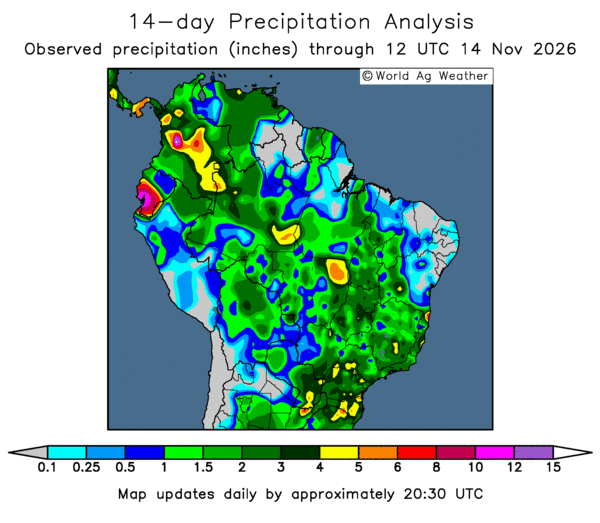 14-day Precipitation Analysis
Observed precipitation (inches) through 12 UTC 14 Nov 2026
© World Ag Weather
0.1 0.25 0.5 1 1.5 2 3 4 5 6 8 10 12 15
Map updates daily by approximately 20:30 UTC